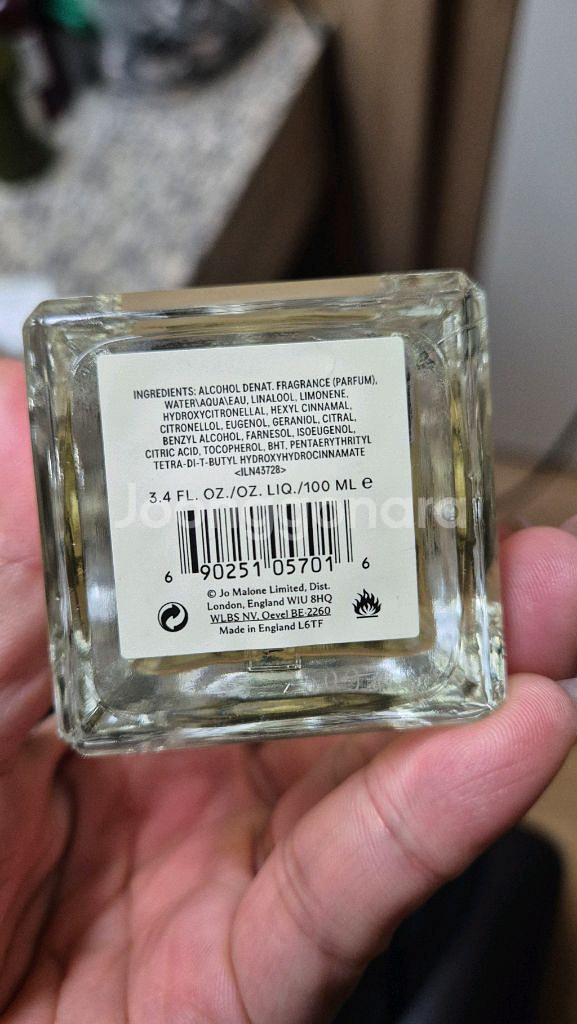 INGREDIENTS: ALCOHOL DENAT. FRAGRANCE (PARFUM),
WATER\AQUA\EAU, LINALOOL, LIMONENE,
HYDROXYCITRONELLAL, HEXYL CINNAMAL,
CITRONELLOL, EUGENOL, GERANIOL, CITRAL,
BENZYL ALCOHOL, FARNESOL, ISOEUGENOL,
CITRIC ACID, TOCOPHEROL, BHT, PENTAERYTHRITYL
TETRA-DI-T-BUTYL HYDROXYHYDROCINNAMATE
<ILN43728>
3.4 FL. OZ./OZ. LIQ./100 ML e
Joonggonara
6 90251 05701 6
© Jo Malone Limited, Dist.
London, England W1U 8HQ
WLBS NV. Oevel BE-2260
Made in England L6TF